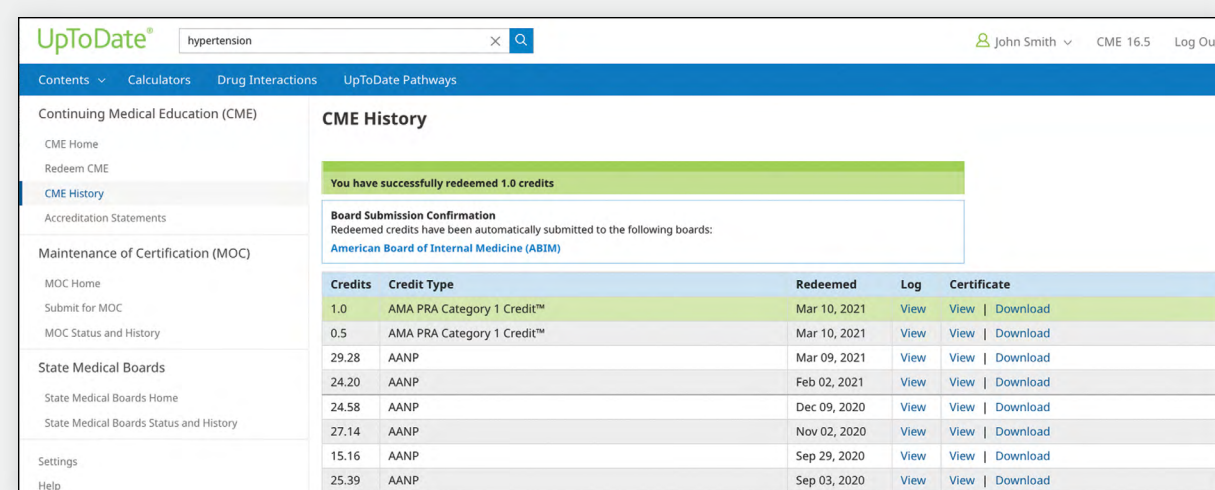 UpToDate® hypertension John Smith CME 16.5 Log Ou
Contents Calculators Drug Interactions UpToDate Pathways
Continuing Medical Education (CME)
CME Home
Redeem CME
CME History
Accreditation Statements
Maintenance of Certification (MOC)
MOC Home
Submit for MOC
MOC Status and History
State Medical Boards
State Medical Boards Home
State Medical Boards Status and History
Settings
Help
CME History
You have successfully redeemed 1.0 credits
Board Submission Confirmation
Redeemed credits have been automatically submitted to the following boards:
American Board of Internal Medicine (ABIM)
Credits Credit Type Redeemed Log Certificate
1.0 AMA PRA Category 1 Credit™ Mar 10, 2021 View View | Download
0.5 AMA PRA Category 1 Credit™ Mar 10, 2021 View View | Download
29.28 AANP Mar 09, 2021 View View | Download
24.20 AANP Feb 02, 2021 View View | Download
24.58 AANP Dec 09, 2020 View View | Download
27.14 AANP Nov 02, 2020 View View | Download
15.16 AANP Sep 29, 2020 View View | Download
25.39 AANP Sep 03, 2020 View View | Download